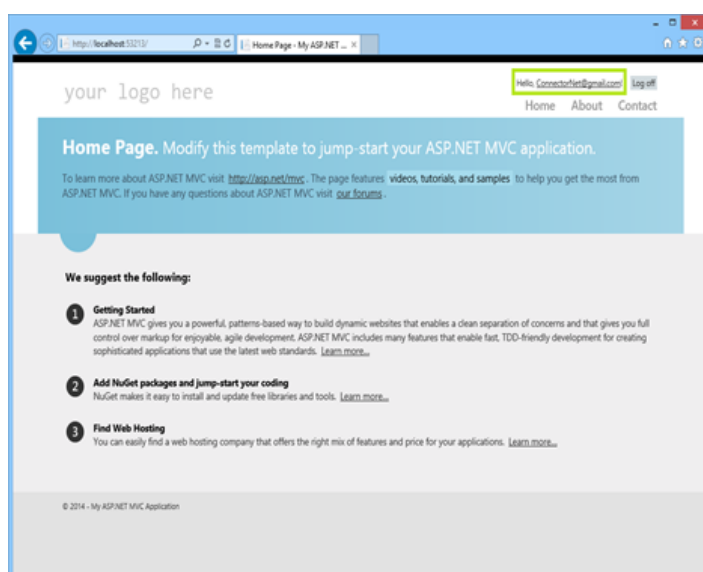 http://localhost:53213/
Home Page - My ASP.NET ...
your logo here
Hello, ConnectorNet@gmail.com! Log off
Home About Contact
Home Page. Modify this template to jump-start your ASP.NET MVC application.
To learn more about ASP.NET MVC visit http://asp.net/mvc. The page features videos, tutorials, and samples to help you get the most from
ASP.NET MVC. If you have any questions about ASP.NET MVC visit our forums.
We suggest the following:
1 Getting Started
ASP.NET MVC gives you a powerful, patterns-based way to build dynamic websites that enables a clean separation of concerns and that gives you full
control over markup for enjoyable, agile development. ASP.NET MVC includes many features that enable fast, TDD-friendly development for creating
sophisticated applications that use the latest web standards. Learn more...
2 Add NuGet packages and jump-start your coding
NuGet makes it easy to install and update free libraries and tools. Learn more...
3 Find Web Hosting
You can easily find a web hosting company that offers the right mix of features and price for your applications. Learn more...
© 2014 - My ASP.NET MVC Application